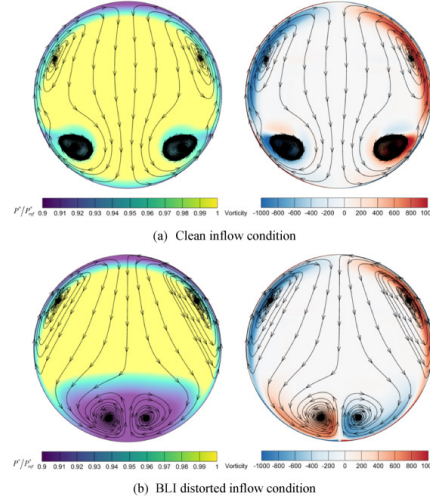 P*/P*ref 0.9 0.91 0.92 0.93 0.94 0.95 0.96 0.97 0.98 0.99 1 Vorticity -1000 -800 -600 -400 -200 0 200 400 600 800 100
(a) Clean inflow condition
P*/P*ref 0.9 0.91 0.92 0.93 0.94 0.95 0.96 0.97 0.98 0.99 1 Vorticity -1000 -800 -600 -400 -200 0 200 400 600 800 100
(b) BLI distorted inflow condition